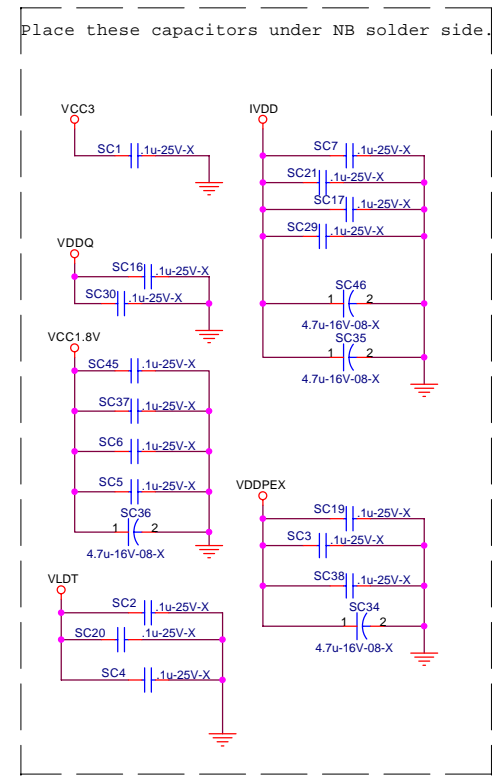 Place these capacitors under NB solder side.
VCC3
SC1 .1u-25V-X
VDDQ
SC16 .1u-25V-X
SC30 .1u-25V-X
VCC1.8V
SC45 .1u-25V-X
SC37 .1u-25V-X
SC6 .1u-25V-X
SC5 .1u-25V-X
SC36
1 2
4.7u-16V-08-X
VLDT
SC2 .1u-25V-X
SC20 .1u-25V-X
SC4 .1u-25V-X
IVDD
SC7 .1u-25V-X
SC21 .1u-25V-X
SC17 .1u-25V-X
SC29 .1u-25V-X
SC46
1 2
4.7u-16V-08-X
SC35
1 2
4.7u-16V-08-X
VDDPEX
SC19 .1u-25V-X
SC3 .1u-25V-X
SC38 .1u-25V-X
SC34
1 2
4.7u-16V-08-X